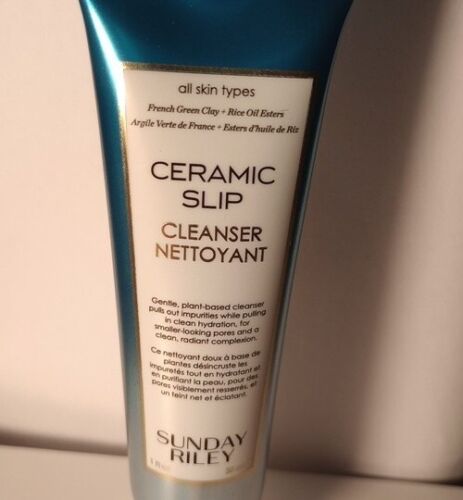 all skin types
French Green Clay + Rice Oil Esters
Argile Verte de France + Esters d'huile de Riz
CERAMIC
SLIP
CLEANSER
NETTOYANT
Gentle, plant-based cleanser
pulls out impurities while pulling
in clean hydration, for
smaller-looking pores and a
clean, radiant complexion.
Ce nettoyant doux à base de
plantes désincruste les
impuretés tout en hydratant et
en purifiant la peau, pour des
pores visiblement resserrés, et
un teint net et éclatant.
SUNDAY
RILEY